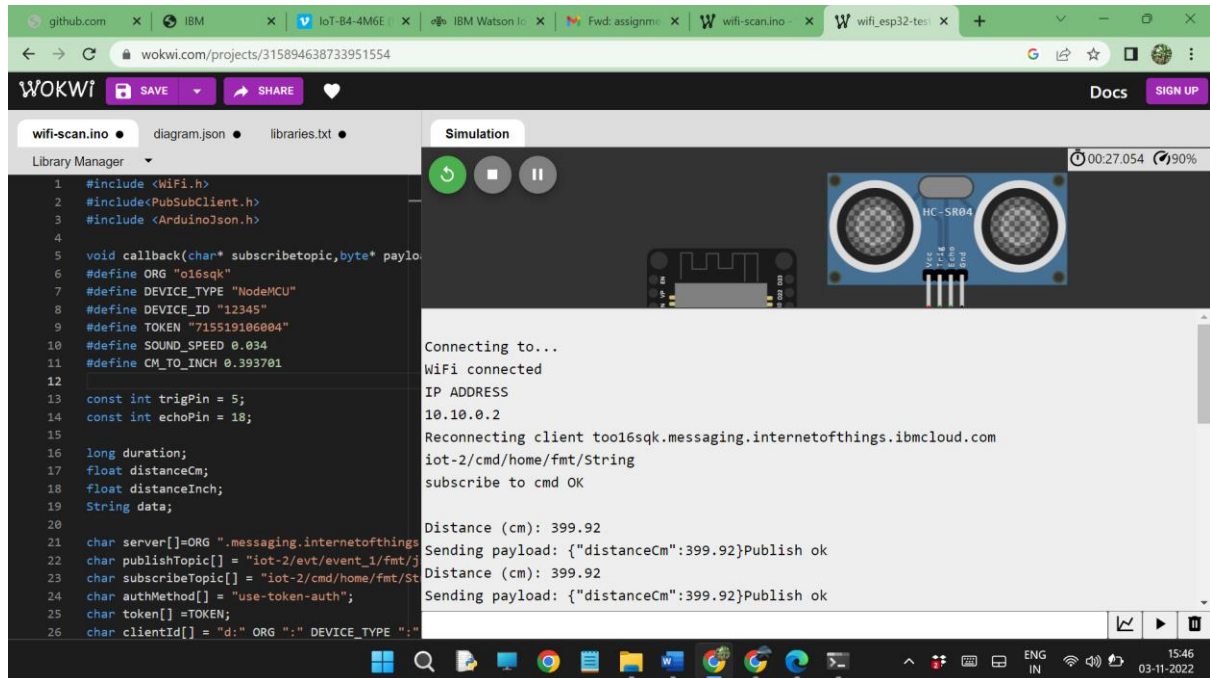 github.com
IBM
IoT-B4-4M6E
IBM Watson Io
Fwd: assignme
wifi-scan.ino -
wifi_esp32-tes
wokwi.com/projects/315894638733951554
WOKWi
SAVE
SHARE
Docs
SIGN UP
wifi-scan.ino
diagram.json
libraries.txt
Library Manager
1 #include <WiFi.h>
2 #include<PubSubClient.h>
3 #include <ArduinoJson.h>
4
5 void callback(char* subscribetopic,byte* paylo
6 #define ORG "o16sqk"
7 #define DEVICE_TYPE "NodeMCU"
8 #define DEVICE_ID "12345"
9 #define TOKEN "715519106004"
10 #define SOUND_SPEED 0.034
11 #define CM_TO_INCH 0.393701
12
13 const int trigPin = 5;
14 const int echoPin = 18;
15
16 long duration;
17 float distanceCm;
18 float distanceInch;
19 String data;
20
21 char server[]=ORG ".messaging.internetofthings
22 char publishTopic[] = "iot-2/evt/event_1/fmt/j
23 char subscribeTopic[] = "iot-2/cmd/home/fmt/St
24 char authMethod[] = "use-token-auth";
25 char token[] =TOKEN;
26 char clientId[] = "d:" ORG ":" DEVICE_TYPE ":"
Simulation
00:27.054 90%
HC-SR04
Vcc
Trig
Echo
Gnd
EN
VP
D23
D22
Connecting to...
WiFi connected
IP ADDRESS
10.10.0.2
Reconnecting client too16sqk.messaging.internetofthings.ibmcloud.com
iot-2/cmd/home/fmt/String
subscribe to cmd OK
Distance (cm): 399.92
Sending payload: {"distanceCm":399.92}Publish ok
Distance (cm): 399.92
Sending payload: {"distanceCm":399.92}Publish ok
ENG
IN
15:46
03-11-2022